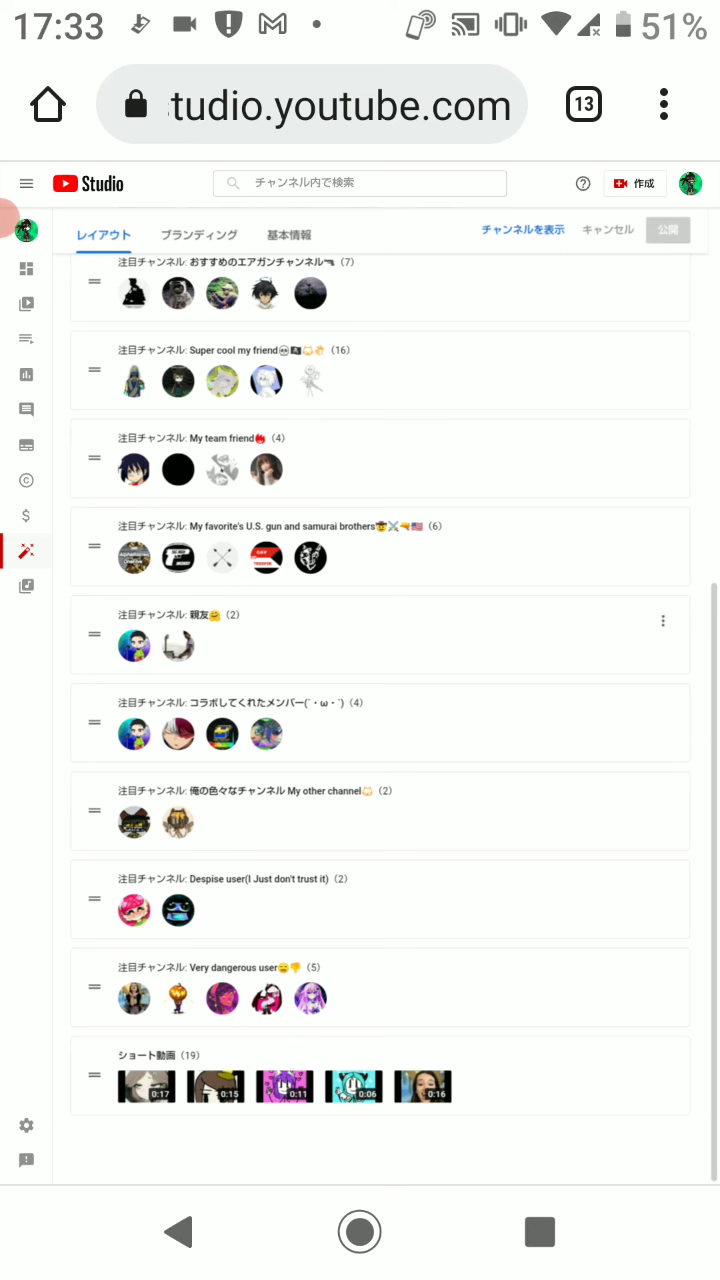 17:33
51%
tudio.youtube.com
13
Studio
チャンネル内で検索
作成
レイアウト
ブランディング
基本情報
チャンネルを表示
キャンセル
公開
注目チャンネル: おすすめのエアガンチャンネル🔫（7）
注目チャンネル: Super cool my friend💀🏴‍☠️🐱👌（16）
注目チャンネル: My team friend🔥（4）
注目チャンネル: My favorite's U.S. gun and samurai brothers🤠⚔️🔫🇺🇸（6）
注目チャンネル: 親友🤗（2）
注目チャンネル: コラボしてくれたメンバー(´・ω・`)（4）
注目チャンネル: 俺の色々なチャンネル My other channel🐱（2）
注目チャンネル: Despise user(I Just don't trust it)（2）
注目チャンネル: Very dangerous user😑👎（5）
ショート動画（19）
0:17
0:15
0:11
0:06
0:16